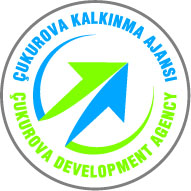 ÇUKUROVA KALKINMA AJANSI
ÇUKUROVA DEVELOPMENT AGENCY